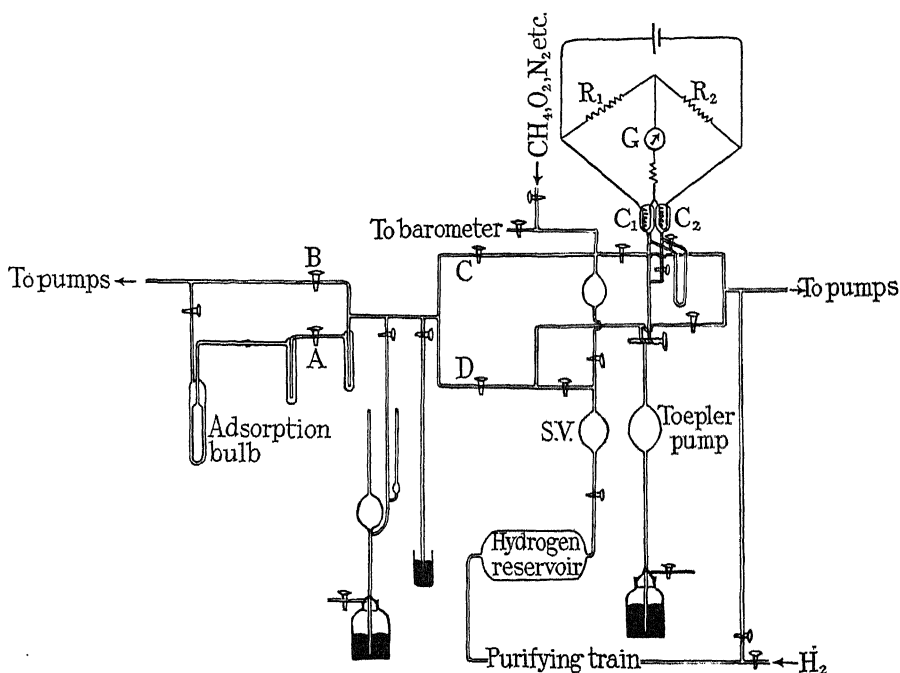 CH₄,O₂,N₂ etc.
R₁
R₂
G
C₁
C₂
To barometer
B
C
To pumps
To pumps
A
D
Adsorption
bulb
S.V.
Toepler
pump
Hydrogen
reservoir
Purifying train
H₂